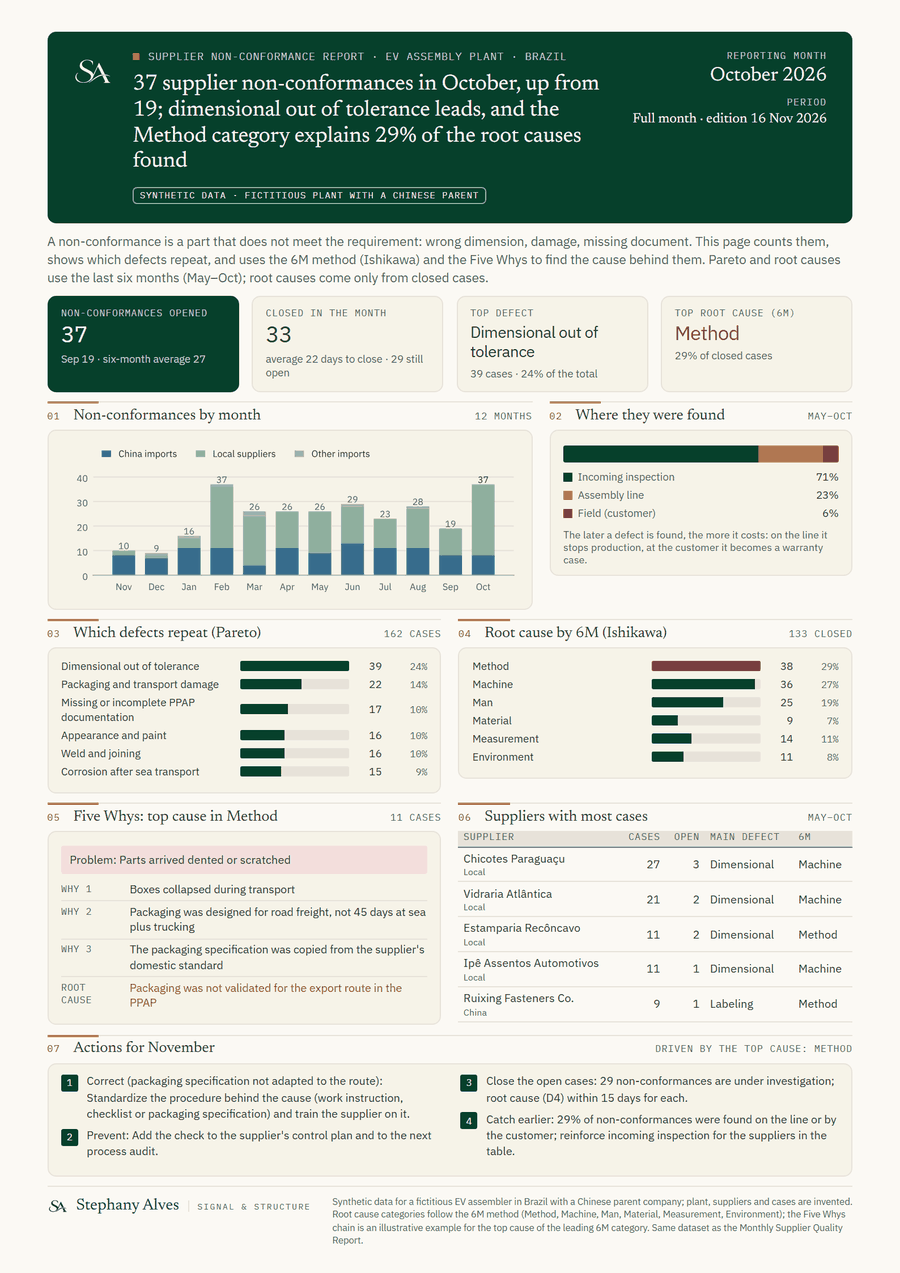 SA
SUPPLIER NON-CONFORMANCE REPORT · EV ASSEMBLY PLANT · BRAZIL
37 supplier non-conformances in October, up from
19; dimensional out of tolerance leads, and the
Method category explains 29% of the root causes
found
SYNTHETIC DATA · FICTITIOUS PLANT WITH A CHINESE PARENT
REPORTING MONTH
October 2026
PERIOD
Full month · edition 16 Nov 2026
A non-conformance is a part that does not meet the requirement: wrong dimension, damage, missing document. This page counts them,
shows which defects repeat, and uses the 6M method (Ishikawa) and the Five Whys to find the cause behind them. Pareto and root causes
use the last six months (May–Oct); root causes come only from closed cases.
NON-CONFORMANCES OPENED
37
Sep 19 · six-month average 27
CLOSED IN THE MONTH
33
average 22 days to close · 29 still
open
TOP DEFECT
Dimensional out of
tolerance
39 cases · 24% of the total
TOP ROOT CAUSE (6M)
Method
29% of closed cases
01 Non-conformances by month 12 MONTHS
China imports Local suppliers Other imports
40
30
20
10
0
10 9 16 37 26 26 26 29 23 28 19 37
Nov Dec Jan Feb Mar Apr May Jun Jul Aug Sep Oct
02 Where they were found MAY–OCT
Incoming inspection 71%
Assembly line 23%
Field (customer) 6%
The later a defect is found, the more it costs: on the line it
stops production, at the customer it becomes a warranty
case.
03 Which defects repeat (Pareto) 162 CASES
Dimensional out of tolerance 39 24%
Packaging and transport damage 22 14%
Missing or incomplete PPAP
documentation 17 10%
Appearance and paint 16 10%
Weld and joining 16 10%
Corrosion after sea transport 15 9%
04 Root cause by 6M (Ishikawa) 133 CLOSED
Method 38 29%
Machine 36 27%
Man 25 19%
Material 9 7%
Measurement 14 11%
Environment 11 8%
05 Five Whys: top cause in Method 11 CASES
Problem: Parts arrived dented or scratched
WHY 1 Boxes collapsed during transport
WHY 2 Packaging was designed for road freight, not 45 days at sea
plus trucking
WHY 3 The packaging specification was copied from the supplier's
domestic standard
ROOT CAUSE Packaging was not validated for the export route in the
PPAP
06 Suppliers with most cases MAY–OCT
SUPPLIER CASES OPEN MAIN DEFECT 6M
Chicotes Paraguaçu 27 3 Dimensional Machine
Local
Vidraria Atlântica 21 2 Dimensional Machine
Local
Estamparia Recôncavo 11 2 Dimensional Method
Local
Ipê Assentos Automotivos 11 1 Dimensional Machine
Local
Ruixing Fasteners Co. 9 1 Labeling Method
China
07 Actions for November DRIVEN BY THE TOP CAUSE: METHOD
1 Correct (packaging specification not adapted to the route):
Standardize the procedure behind the cause (work instruction,
checklist or packaging specification) and train the supplier on it.
2 Prevent: Add the check to the supplier's control plan and to the next
process audit.
3 Close the open cases: 29 non-conformances are under investigation;
root cause (D4) within 15 days for each.
4 Catch earlier: 29% of non-conformances were found on the line or by
the customer; reinforce incoming inspection for the suppliers in the
table.
SA Stephany Alves SIGNAL & STRUCTURE
Synthetic data for a fictitious EV assembler in Brazil with a Chinese parent company; plant, suppliers and cases are invented.
Root cause categories follow the 6M method (Method, Machine, Man, Material, Measurement, Environment); the Five Whys
chain is an illustrative example for the top cause of the leading 6M category. Same dataset as the Monthly Supplier Quality
Report.